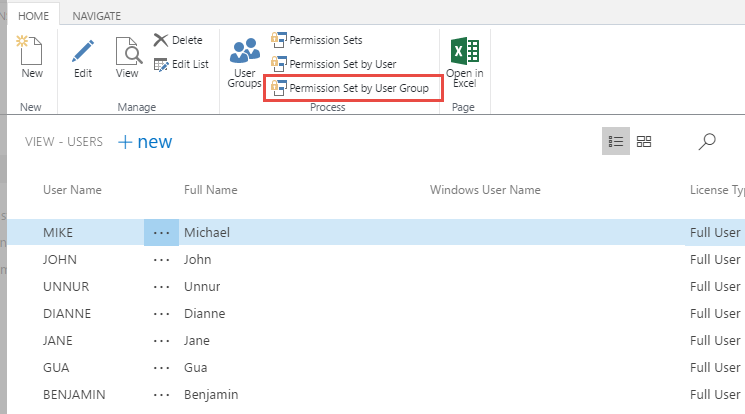 HOME NAVIGATE
New
Edit
View
Delete
Edit List
User Groups
Permission Sets
Permission Set by User
Permission Set by User Group
Open in Excel
New Manage Process Page
VIEW - USERS + new
User Name Full Name Windows User Name License Ty
MIKE ... Michael Full User
JOHN ... John Full User
UNNUR ... Unnur Full User
DIANNE ... Dianne Full User
JANE ... Jane Full User
GUA ... Gua Full User
BENJAMIN ... Benjamin Full User